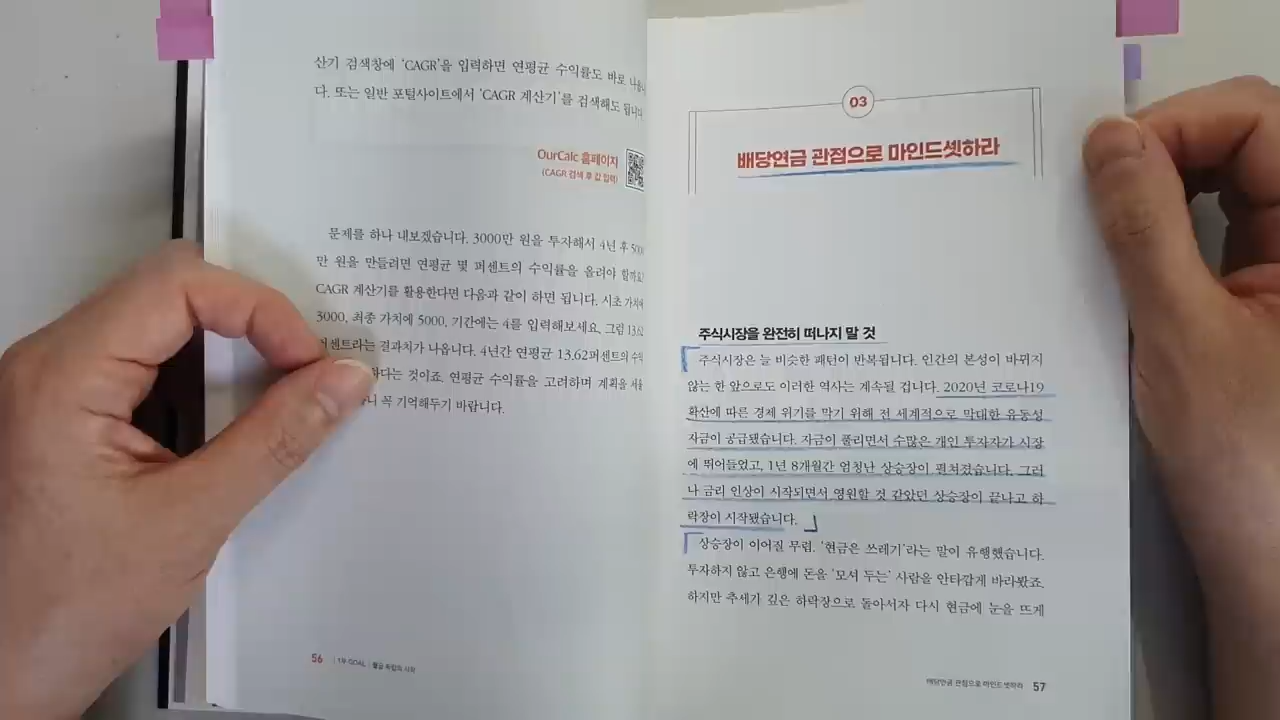 산기 검색창에 'CAGR'을 입력하면 연평균 수익률도 바로
다. 또는 일반 포털사이트에서 'CAGR 계산기'를 검색해도 됩니다
OurCalc 홈페이지
(CAGR 검색 후 값 입력)
문제를 하나 내보겠습니다. 3000만 원을 투자해서 4년 후
만 원을 만들려면 연평균 몇 퍼센트의 수익률을 올려야 할까요
CAGR 계산기를 활용한다면 다음과 같이 하면 됩니다. 시초
3000, 최종 가치에 5000, 기간에는 4를 입력해보세요. 그럼 13.62
퍼센트라는 결과치가 나옵니다. 4년간 연평균 13.62퍼센트의
하다는 것이죠. 연평균 수익률을 고려하며 계획을
꼭 기억해두기 바랍니다.
56 | 1부 GOAL | 월급 독립의 시작
03
배당연금 관점으로 마인드셋하라
주식시장을 완전히 떠나지 말 것
주식시장은 늘 비슷한 패턴이 반복됩니다. 인간의 본성이 바뀌지
않는 한 앞으로도 이러한 역사는 계속될 겁니다. 2020년 코로나19
확산에 따른 경제 위기를 막기 위해 전 세계적으로 막대한 유동성
자금이 공급됐습니다. 자금이 풀리면서 수많은 개인 투자자가 시장
에 뛰어들었고, 1년 8개월간 엄청난 상승장이 펼쳐졌습니다. 그러
나 금리 인상이 시작되면서 영원할 것 같았던 상승장이 끝나고 하
락장이 시작됐습니다.
상승장이 이어질 무렵, '현금은 쓰레기'라는 말이 유행했습니다.
투자하지 않고 은행에 돈을 '모셔 두는' 사람을 안타깝게 바라봤죠.
하지만 추세가 깊은 하락장으로 돌아서자 다시 현금에 눈을 뜨게
배당연금 관점으로 마인드셋하라 57